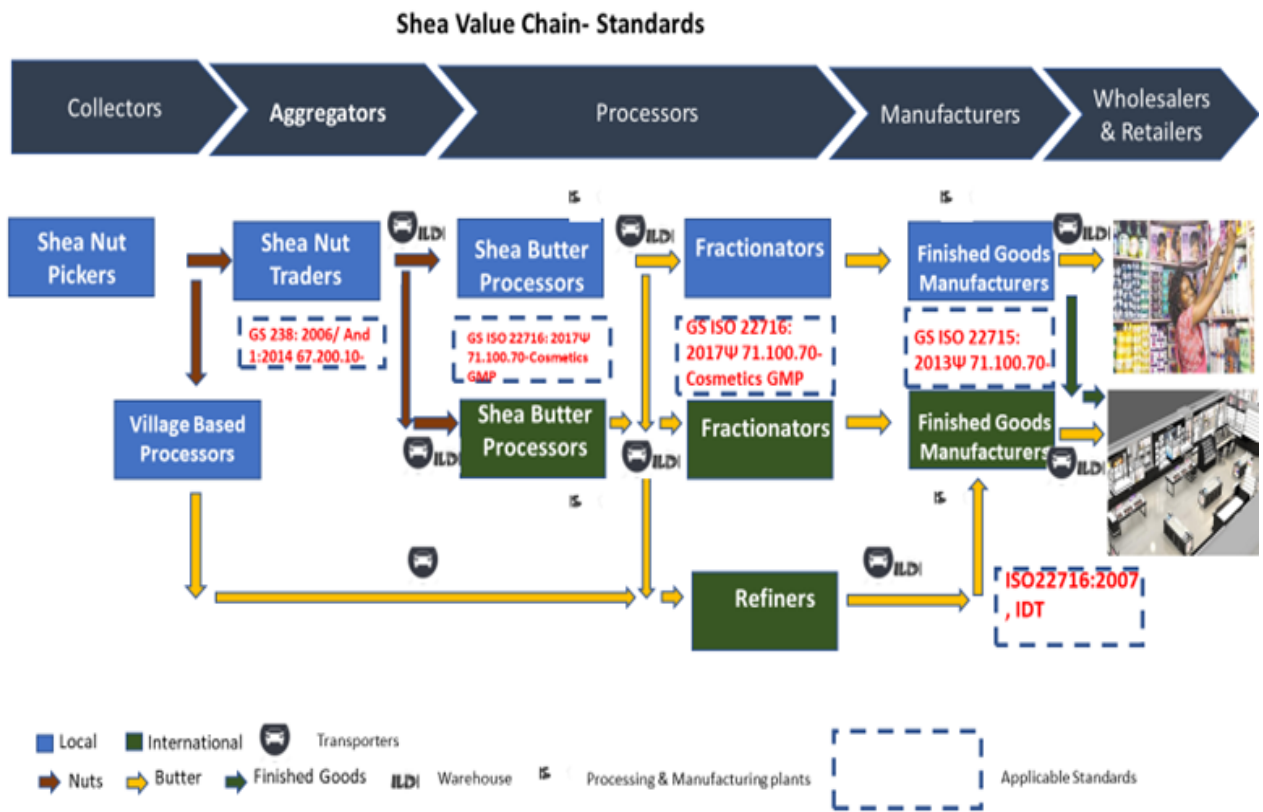 Shea Value Chain- Standards
Collectors
Aggregators
Processors
Manufacturers
Wholesalers
& Retailers
Shea Nut
Pickers
Shea Nut
Traders
Shea Butter
Processors
Fractionators
Finished Goods
Manufacturers
GS 238: 2006/ And
1:2014 67.200.10-
GS ISO 22716: 2017Ψ
71.100.70-Cosmetics
GMP
GS ISO 22716:
2017Ψ 71.100.70-
Cosmetics GMP
GS ISO 22715:
2013Ψ 71.100.70-
Village Based
Processors
Shea Butter
Processors
Fractionators
Finished Goods
Manufacturers
Refiners
ISO22716:2007
, IDT
Local
International
Transporters
Nuts
Butter
Finished Goods
Warehouse
Processing & Manufacturing plants
Applicable Standards